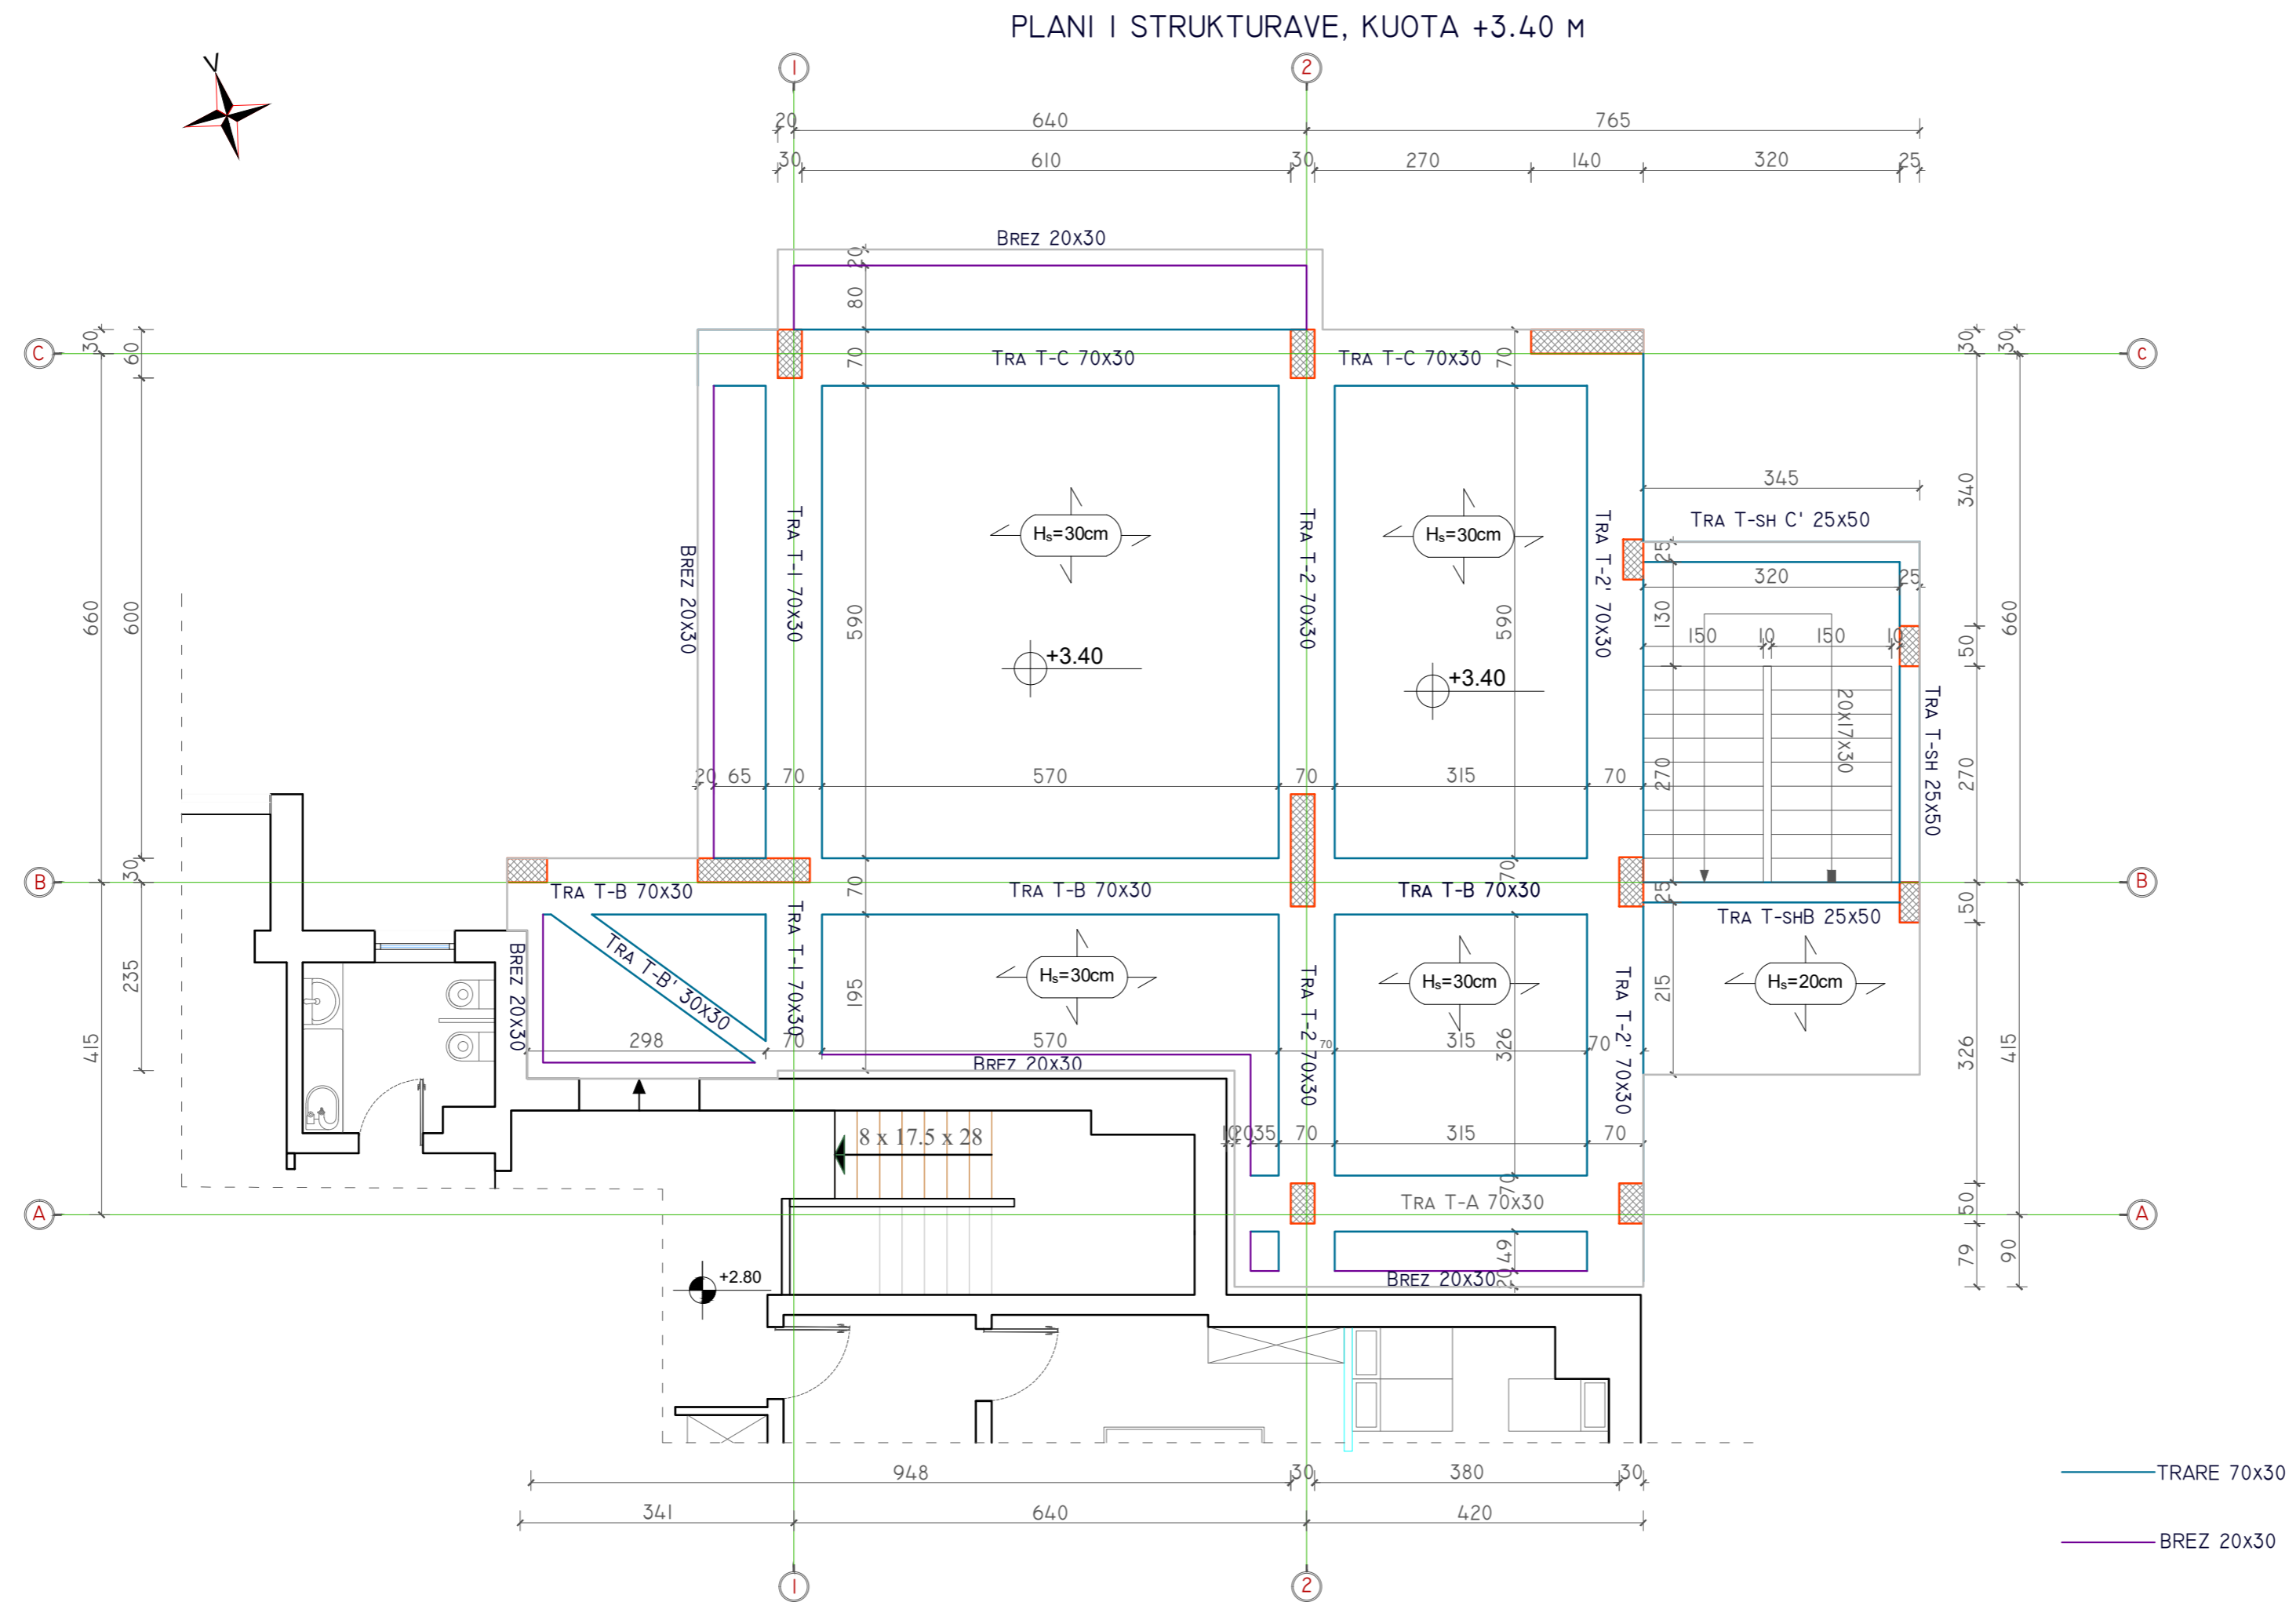 PLANI I STRUKTURAVE, KUOTA +3.40 M
V
1
2
20
640
765
30
610
30
270
140
320
25
BREZ 20X30
20
80
C
30
60
TRA T-C 70X30
TRA T-C 70X30
70
70
30
30
C
345
TRA T-SH C' 25X50
340
Hs=30cm
Hs=30cm
BREZ 20X30
TRA T-1 70X30
TRA T-2 70X30
TRA T-2' 70X30
25
320
25
130
660
600
590
590
150
10
150
10
50
660
+3.40
+3.40
20X17X30
TRA T-SH 25X50
20
65
70
570
70
315
70
270
270
B
30
TRA T-B 70X30
TRA T-B 70X30
TRA T-B 70X30
70
70
25
TRA T-SHB 25X50
50
B
BREZ 20X30
TRA T-B' 30X30
TRA T-1 70X30
Hs=30cm
Hs=30cm
Hs=20cm
TRA T-2 70X30
TRA T-2' 70X30
235
415
195
326
215
326
415
298
70
570
70
315
70
BREZ 20X30
8 x 17.5 x 28
10
20
35
70
315
70
A
TRA T-A 70X30
70
50
A
49
20
79
90
BREZ 20X30
+2.80
948
30
380
30
341
640
420
TRARE 70X30
BREZ 20X30
1
2